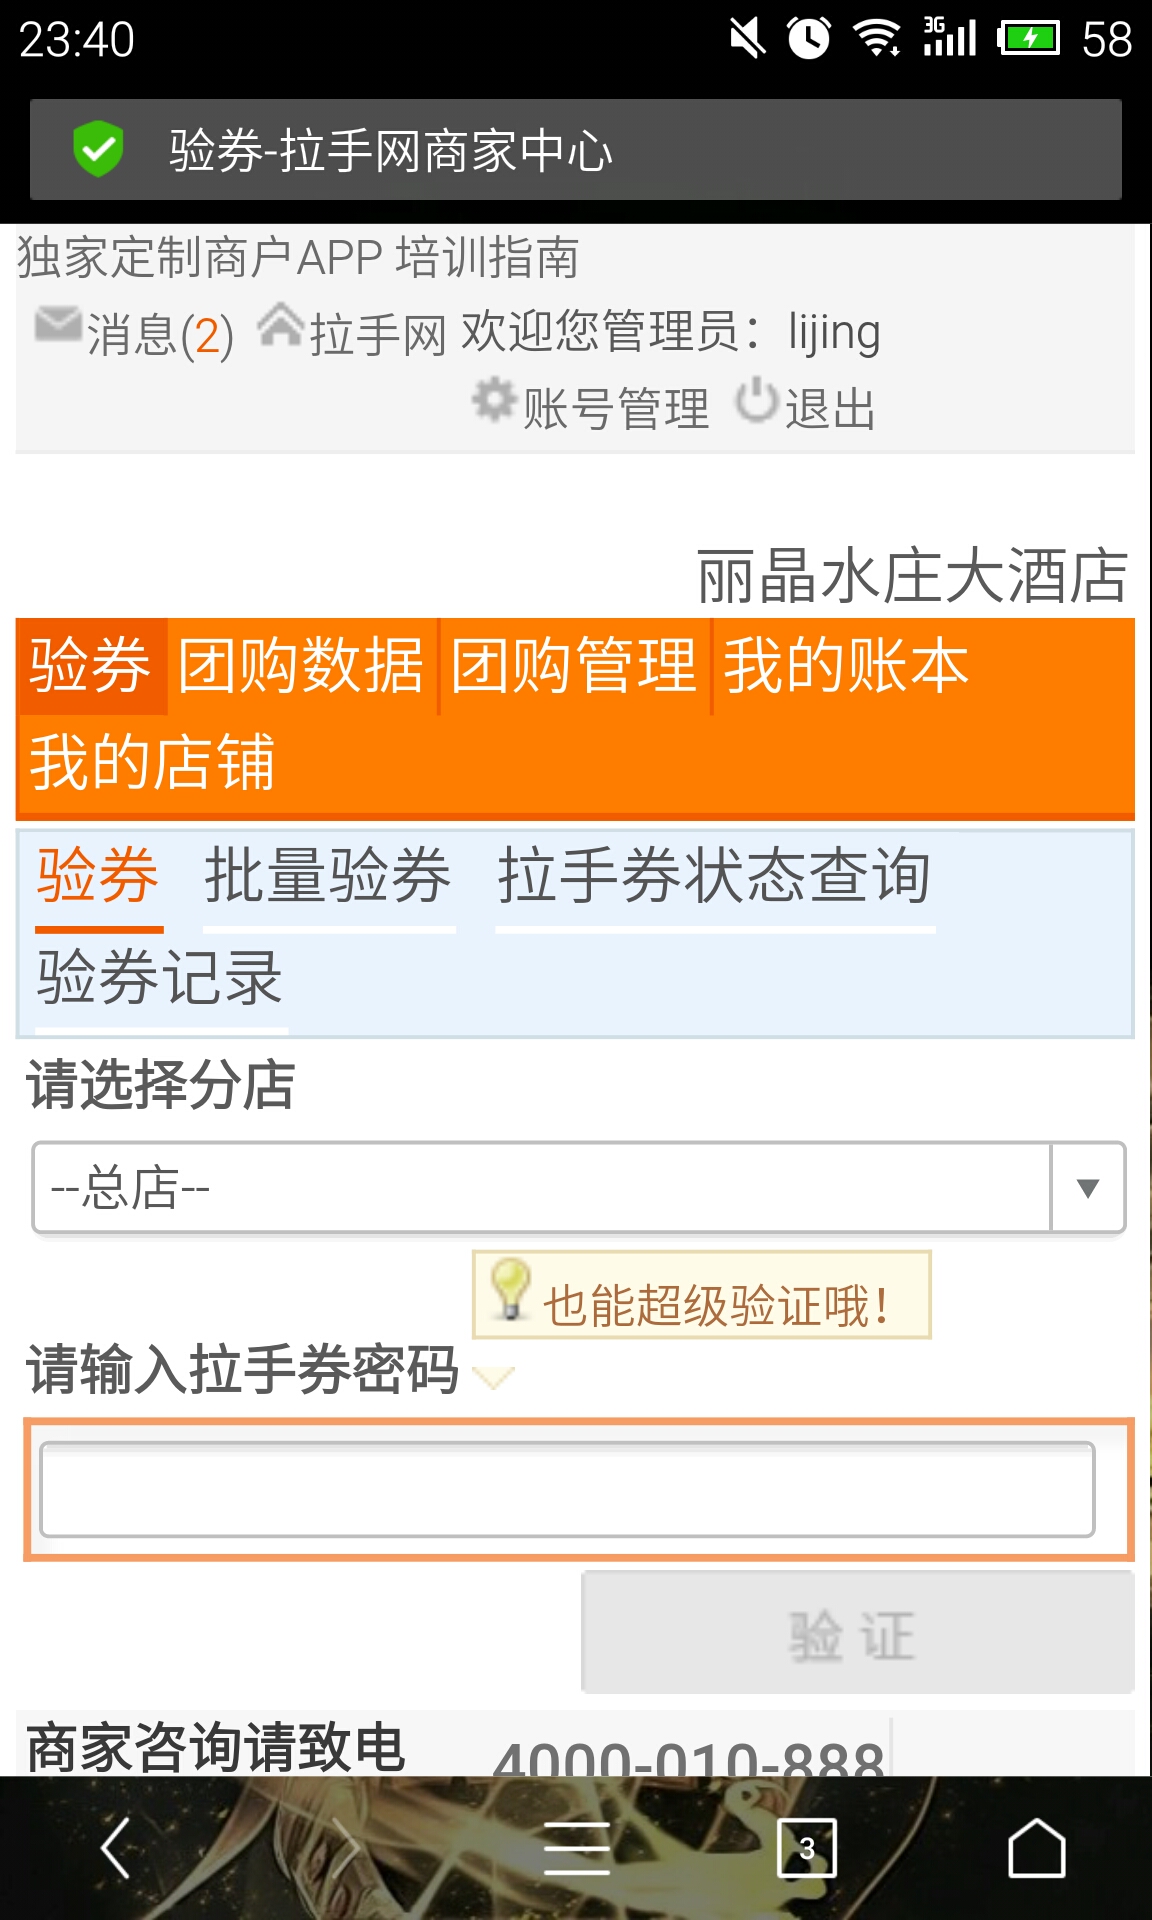 23:40 3G 58
验券-拉手网商家中心
独家定制商户APP 培训指南
消息(2) 拉手网 欢迎您管理员：lijing
账号管理 退出
丽晶水庄大酒店
验券 团购数据 团购管理 我的账本
我的店铺
验券 批量验券 拉手券状态查询
验券记录
请选择分店
--总店--
也能超级验证哦!
请输入拉手券密码
验 证
商家咨询请致电 4000-010-888
3